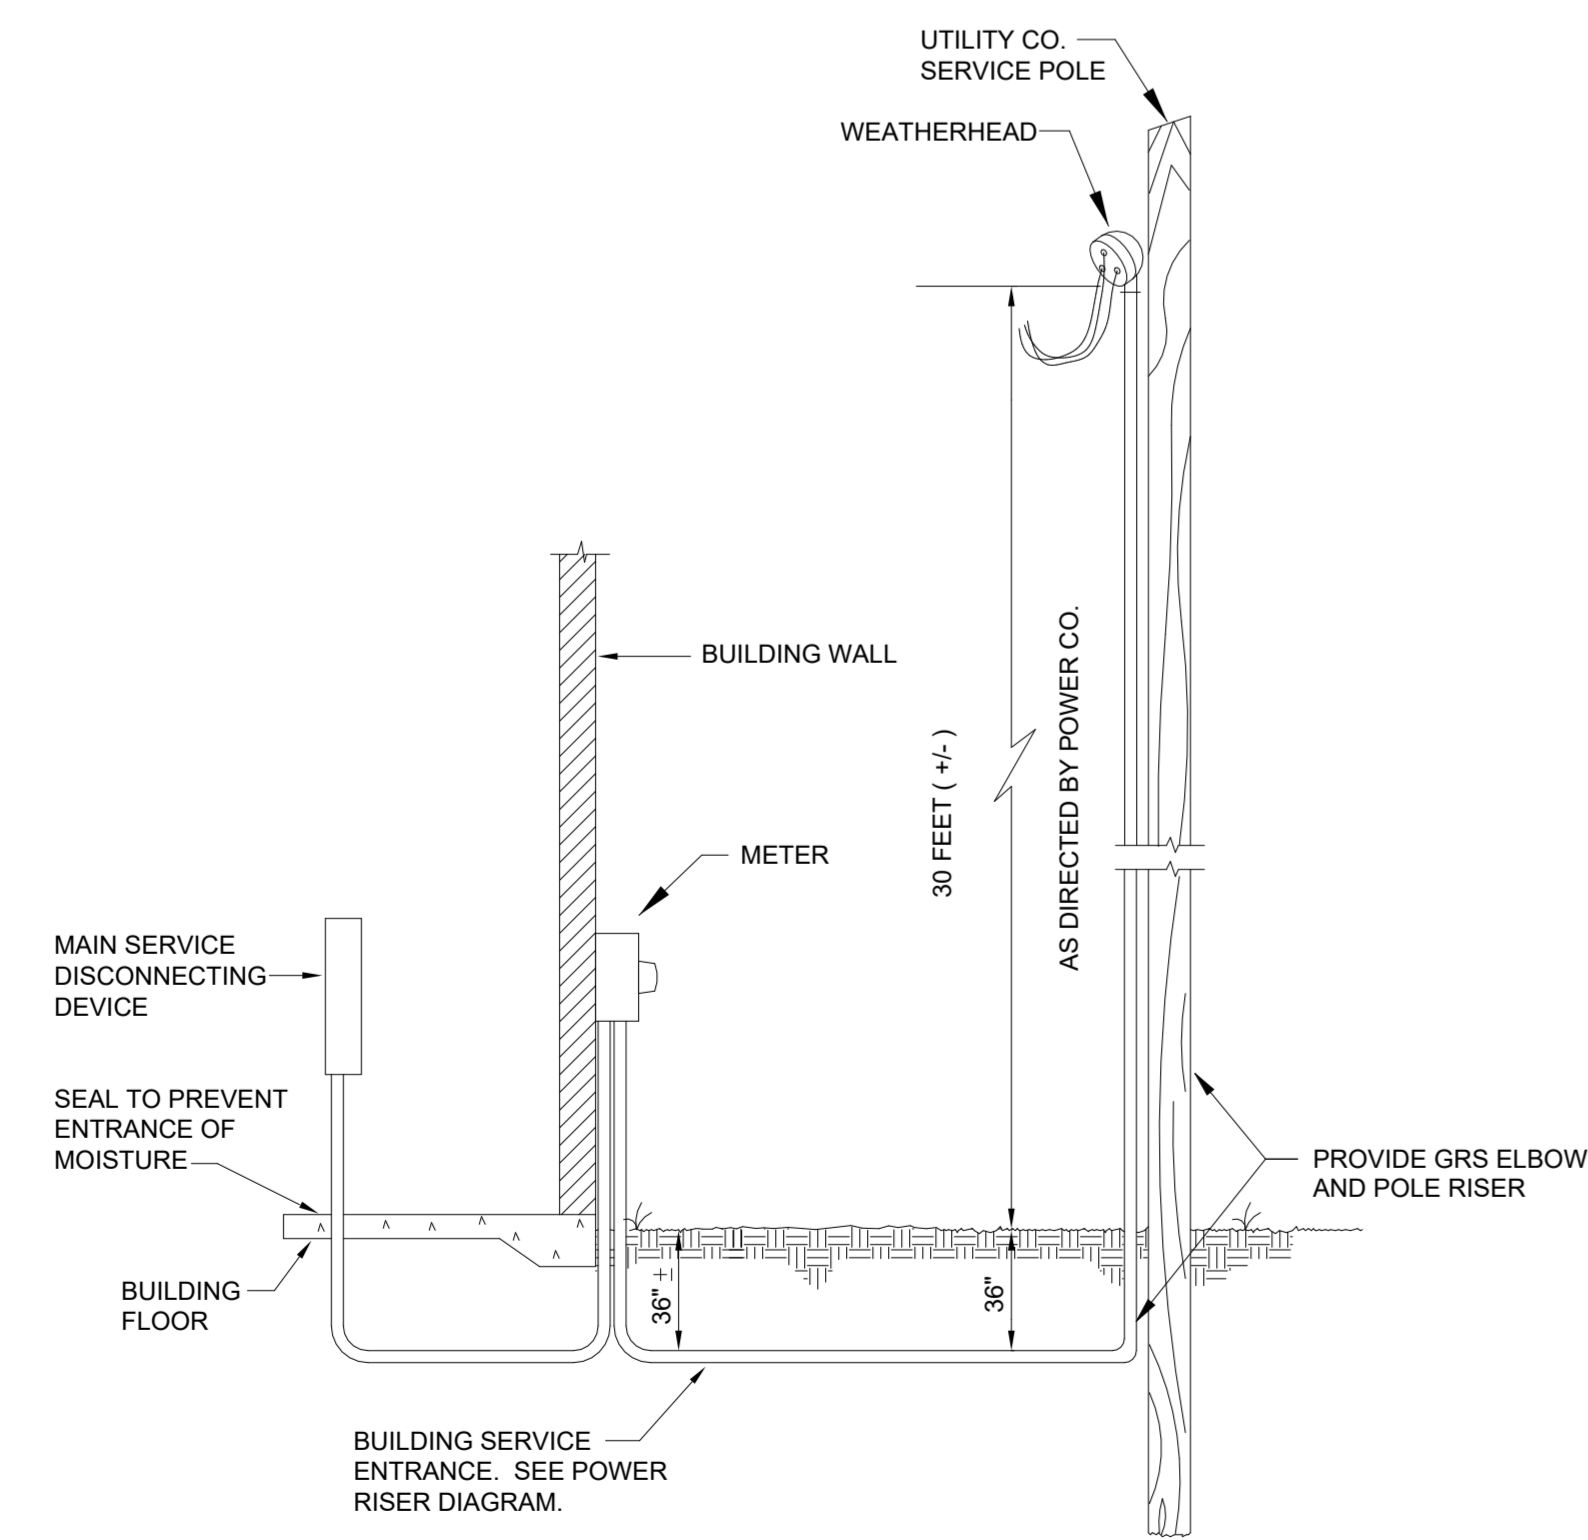 UTILITY CO.
SERVICE POLE
WEATHERHEAD
BUILDING WALL
30 FEET ( +/- )
AS DIRECTED BY POWER CO.
METER
MAIN SERVICE
DISCONNECTING
DEVICE
SEAL TO PREVENT
ENTRANCE OF
MOISTURE
PROVIDE GRS ELBOW
AND POLE RISER
BUILDING
FLOOR
36" ±
36"
BUILDING SERVICE
ENTRANCE. SEE POWER
RISER DIAGRAM.